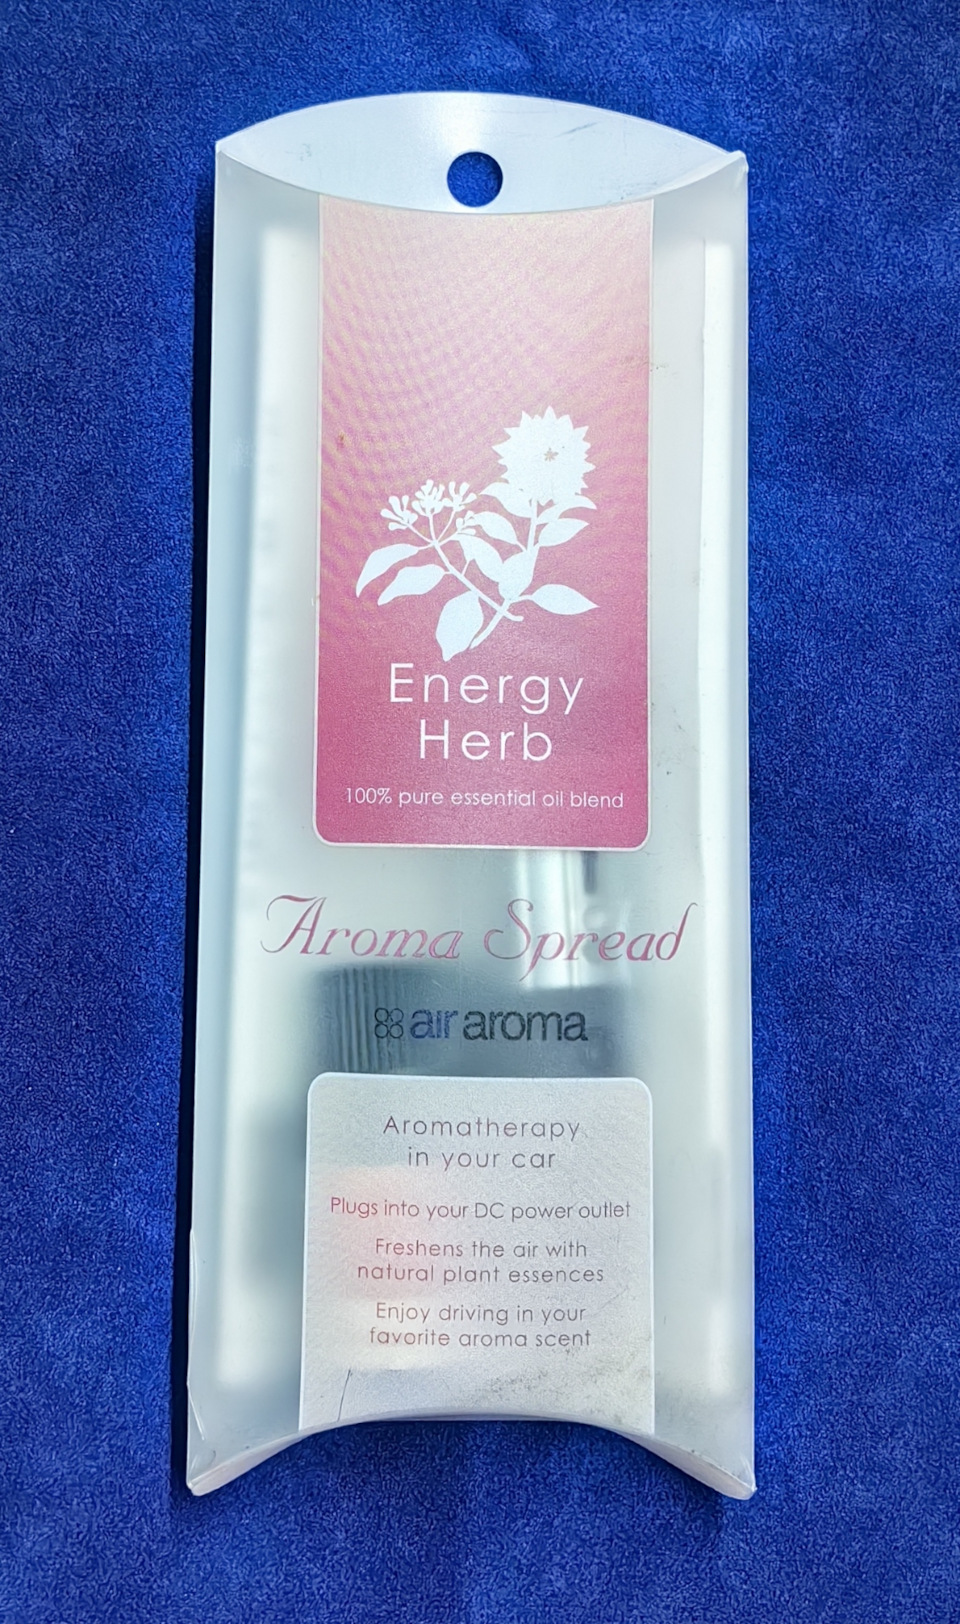 Energy
Herb
100% pure essential oil blend
Aroma Spread
air aroma
Aromatherapy
in your car
Plugs into your DC power outlet
Freshens the air with
natural plant essences
Enjoy driving in your
favorite aroma scent